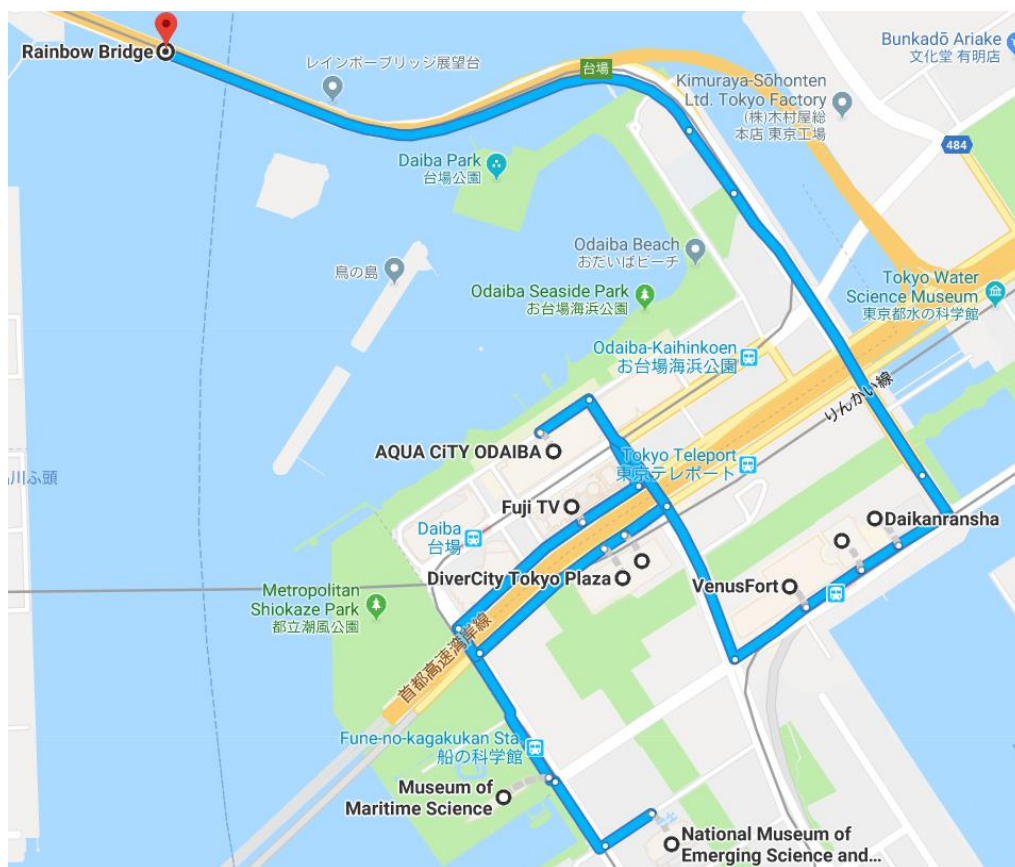 Rainbow Bridge
レインボーブリッジ展望台
台場
Bunkadō Ariake
文化堂 有明店
Kimuraya-Sōhonten
Ltd. Tokyo Factory
(株)木村屋總
本店 東京工場
484
Daiba Park
台場公園
鳥の島
Odaiba Beach
おだいばビーチ
Odaiba Seaside Park
お台場海浜公園
Tokyo Water
Science Museum
東京都水の科学館
Odaiba-Kaihinkoen
お台場海浜公園
りんかい線
AQUA CiTY ODAIBA
Tokyo Teleport
東京テレポート
川ふ頭
Fuji TV
Daikanransha
Daiba
台場
DiverCity Tokyo Plaza
VenusFort
Metropolitan
Shiokaze Park
都立潮風公園
首都高速湾岸線
Fune-no-kagakukan Sta.
船の科学館
Museum of
Maritime Science
National Museum of
Emerging Science and...